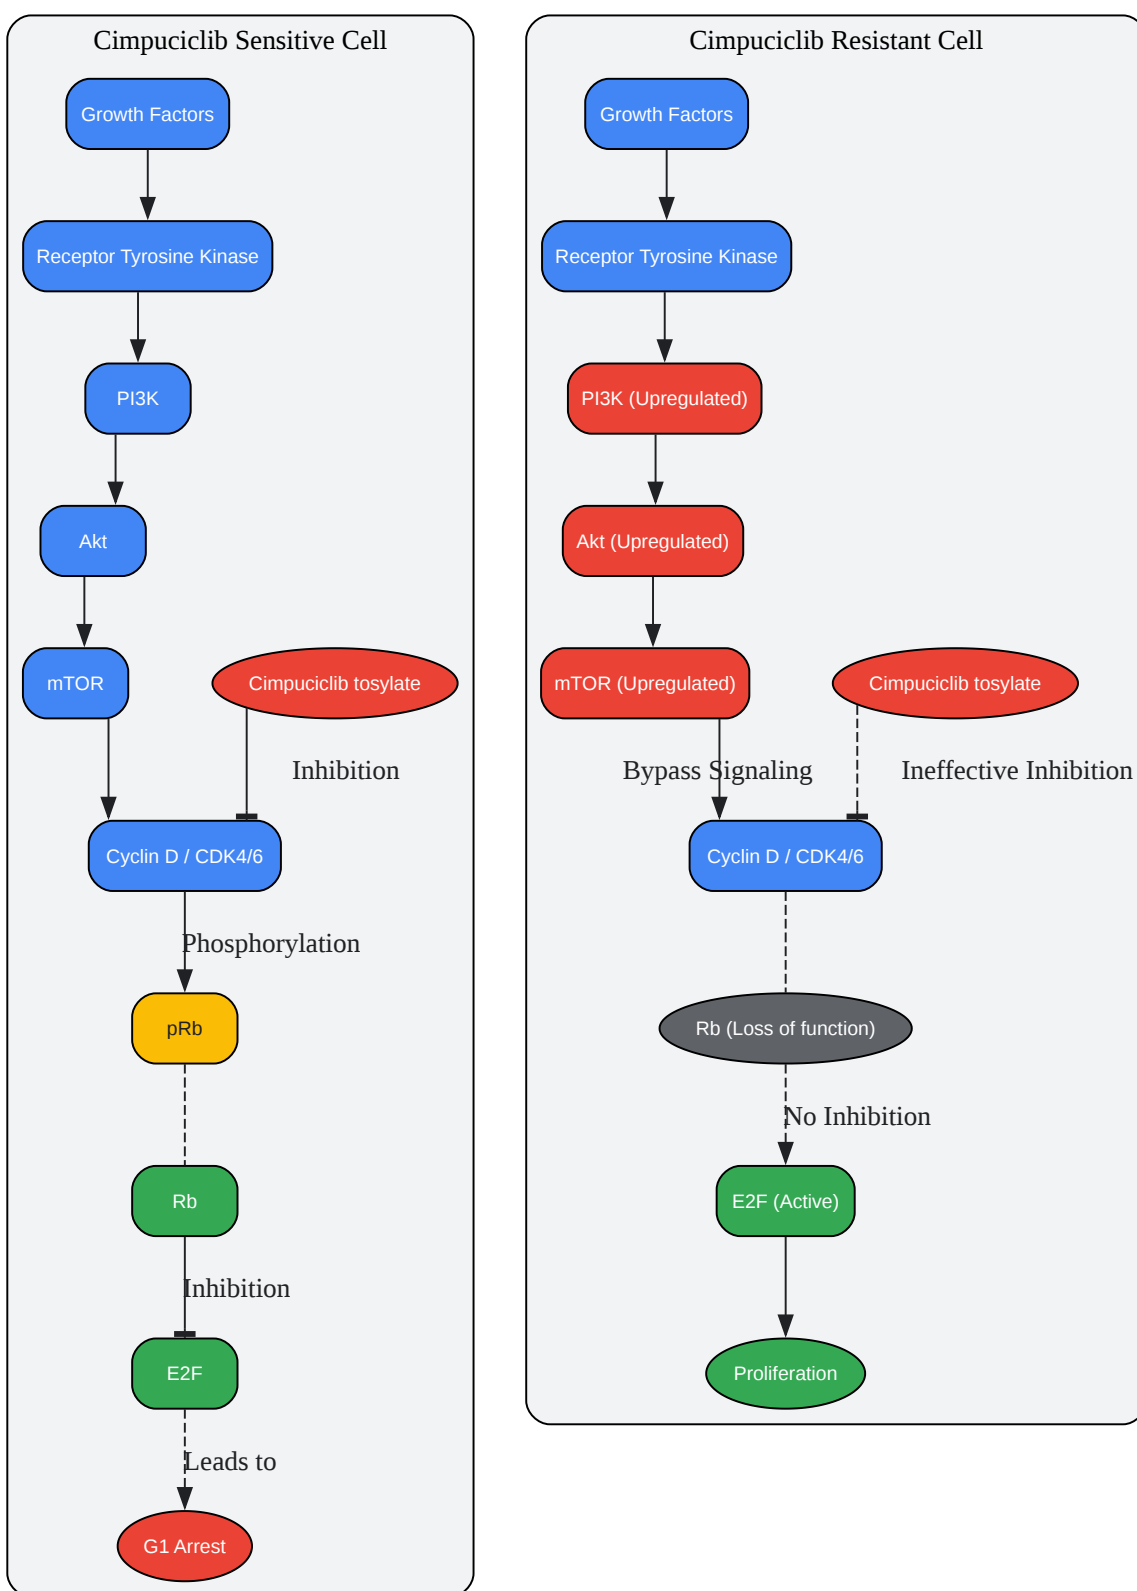 Cimpuciclib Sensitive Cell
Growth Factors
Receptor Tyrosine Kinase
PI3K
Akt
mTOR
Cimpuciclib tosylate
Inhibition
Cyclin D / CDK4/6
Phosphorylation
pRb
Rb
Inhibition
E2F
Leads to
G1 Arrest
Cimpuciclib Resistant Cell
Growth Factors
Receptor Tyrosine Kinase
PI3K (Upregulated)
Akt (Upregulated)
mTOR (Upregulated)
Cimpuciclib tosylate
Bypass Signaling
Ineffective Inhibition
Cyclin D / CDK4/6
Rb (Loss of function)
No Inhibition
E2F (Active)
Proliferation